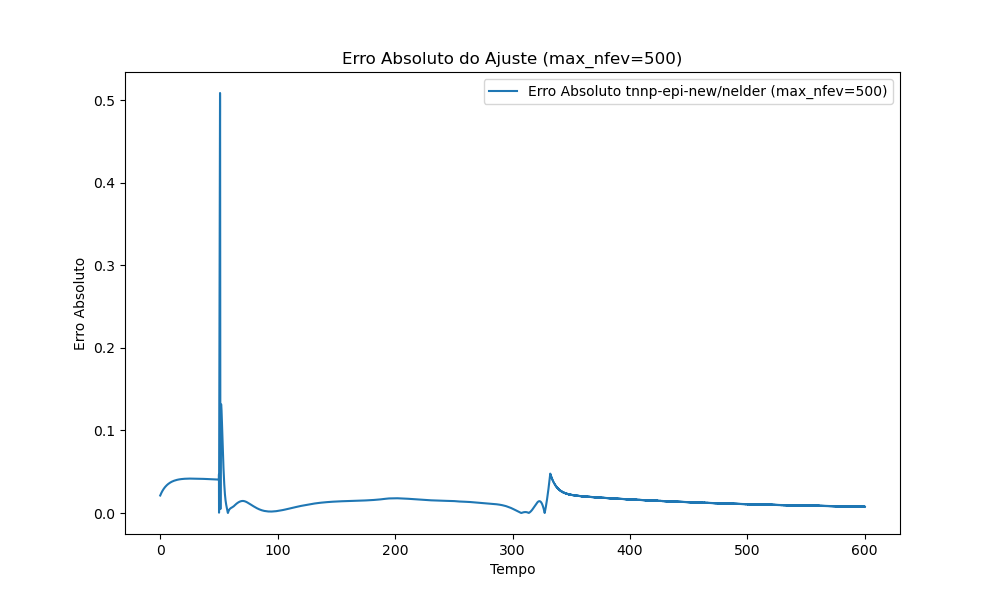 Erro Absoluto do Ajuste (max_nfev=500)
Erro Absoluto tnnp-epi-new/nelder (max_nfev=500)
Erro Absoluto
0.5
0.4
0.3
0.2
0.1
0.0
0 100 200 300 400 500 600
Tempo